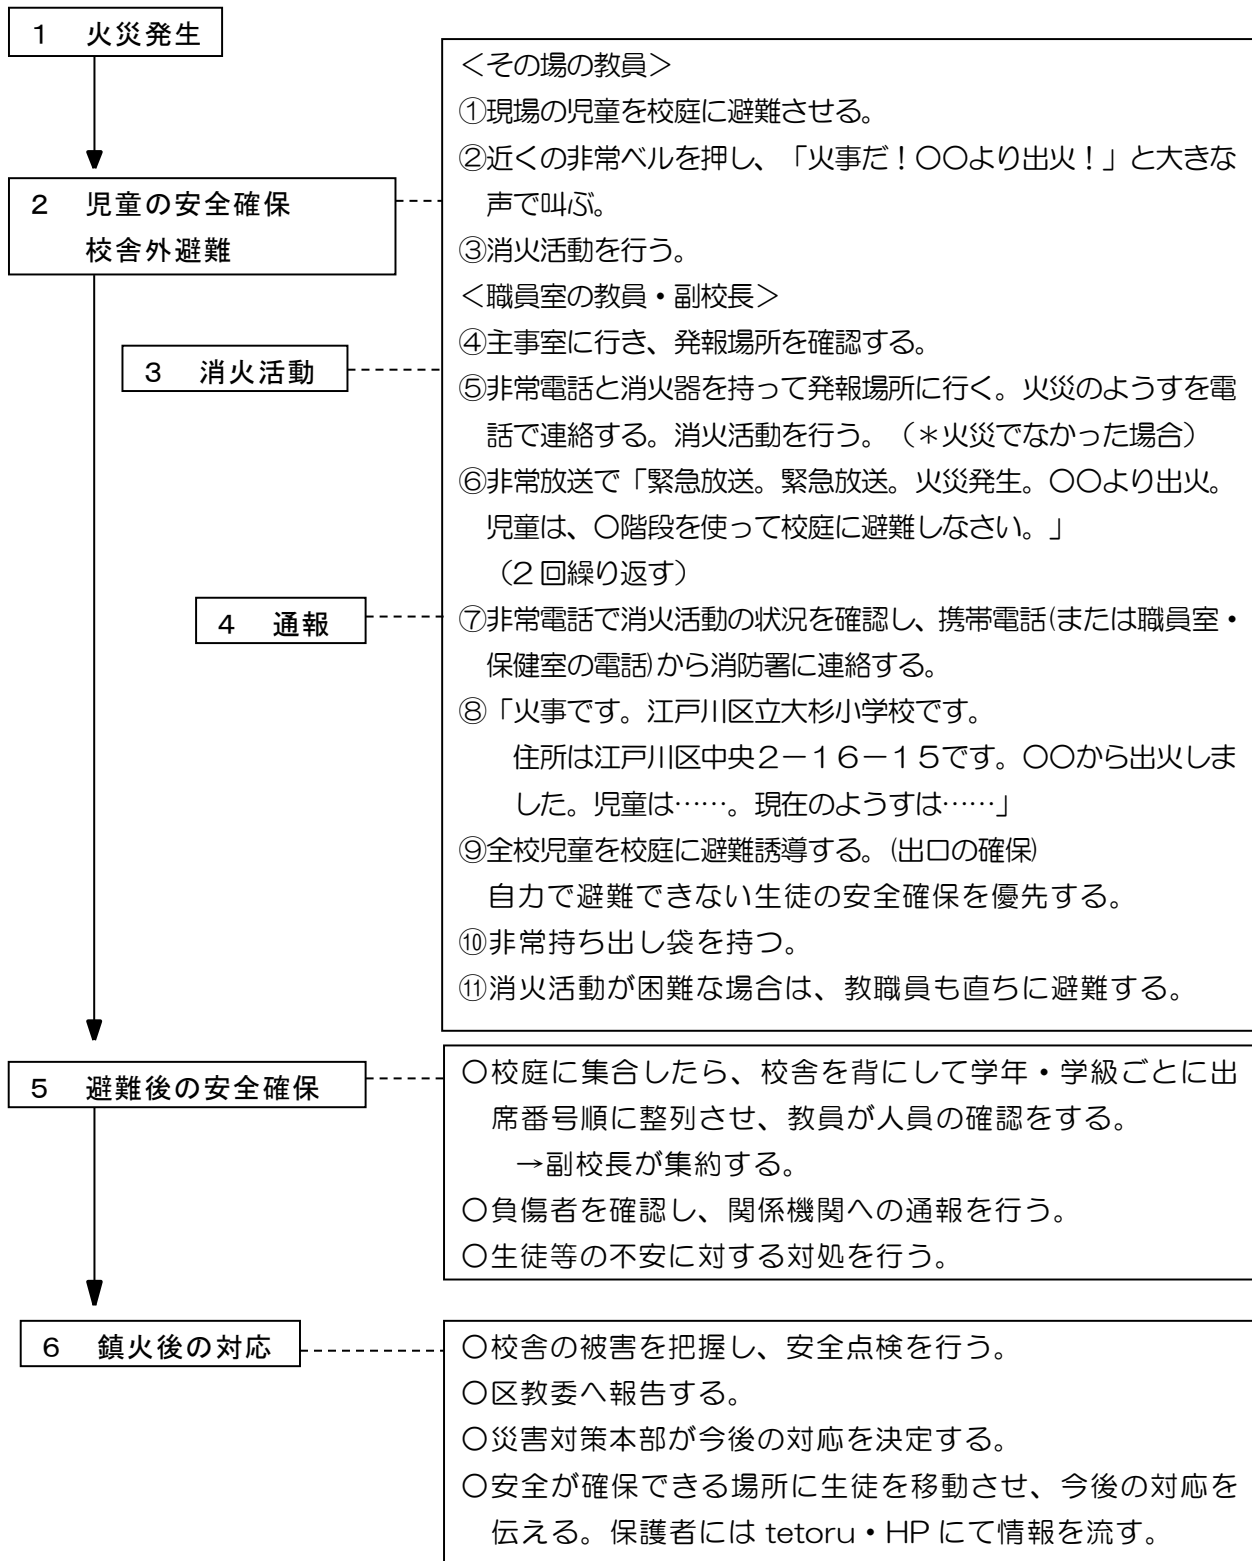 1　火災発生
＜その場の教員＞
①現場の児童を校庭に避難させる。
②近くの非常ベルを押し、「火事だ！〇〇より出火！」と大きな
声で叫ぶ。
③消火活動を行う。
＜職員室の教員・副校長＞
④主事室に行き、発報場所を確認する。
⑤非常電話と消火器を持って発報場所に行く。火災のようすを電
話で連絡する。消火活動を行う。（＊火災でなかった場合）
⑥非常放送で「緊急放送。緊急放送。火災発生。〇〇より出火。
児童は、〇階段を使って校庭に避難しなさい。」
（2回繰り返す）
⑦非常電話で消火活動の状況を確認し、携帯電話(または職員室・
保健室の電話)から消防署に連絡する。
⑧「火事です。江戸川区立大杉小学校です。
住所は江戸川区中央２－１６－１５です。〇〇から出火しま
した。児童は……。現在のようすは……」
⑨全校児童を校庭に避難誘導する。(出口の確保)
自力で避難できない生徒の安全確保を優先する。
⑩非常持ち出し袋を持つ。
⑪消火活動が困難な場合は、教職員も直ちに避難する。
2　児童の安全確保
校舎外避難
3　消火活動
4　通報
5　避難後の安全確保
〇校庭に集合したら、校舎を背にして学年・学級ごとに出
席番号順に整列させ、教員が人員の確認をする。
→副校長が集約する。
〇負傷者を確認し、関係機関への通報を行う。
〇生徒等の不安に対する対処を行う。
6　鎮火後の対応
〇校舎の被害を把握し、安全点検を行う。
〇区教委へ報告する。
〇災害対策本部が今後の対応を決定する。
〇安全が確保できる場所に生徒を移動させ、今後の対応を
伝える。保護者には tetoru・HP にて情報を流す。